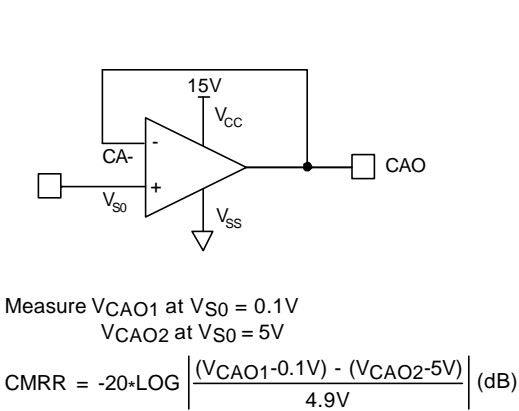 15V
VCC
-
CA-
CAO
+
VS0
VSS
Measure VCAO1 at VS0 = 0.1V
VCAO2 at VS0 = 5V
CMRR = -20*LOG | (VCAO1-0.1V) - (VCAO2-5V) / 4.9V | (dB)